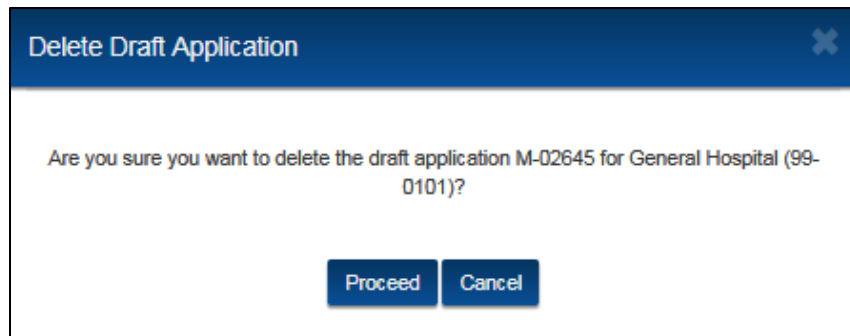 Delete Draft Application
Are you sure you want to delete the draft application M-02645 for General Hospital (99-
0101)?
Proceed Cancel